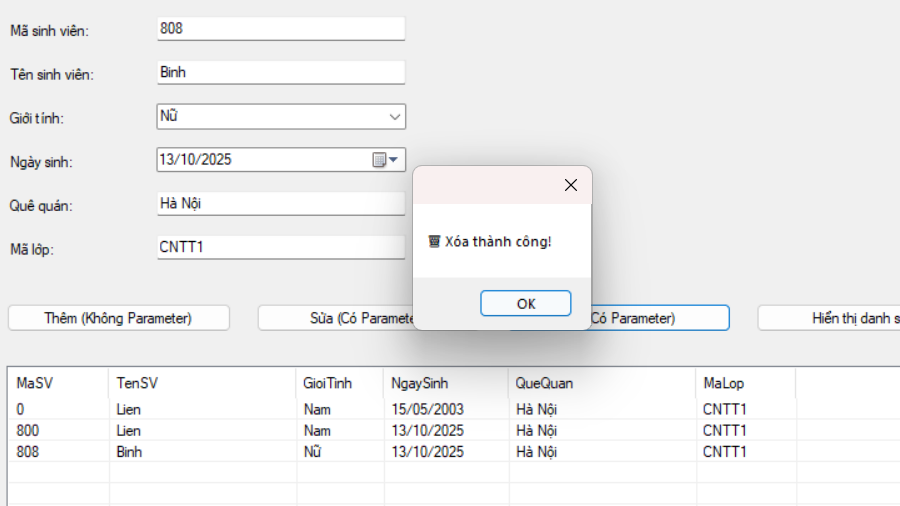 Mã sinh viên: 808
Tên sinh viên: Binh
Giới tính: Nữ
Ngày sinh: 13/10/2025
Quê quán: Hà Nội
Mã lớp: CNTT1
🗑 Xóa thành công!
OK
Thêm (Không Parameter) Sửa (Có Parame Có Parameter) Hiển thị danh s
MaSV TenSV GioiTinh NgaySinh QueQuan MaLop
0 Lien Nam 15/05/2003 Hà Nội CNTT1
800 Lien Nam 13/10/2025 Hà Nội CNTT1
808 Binh Nữ 13/10/2025 Hà Nội CNTT1